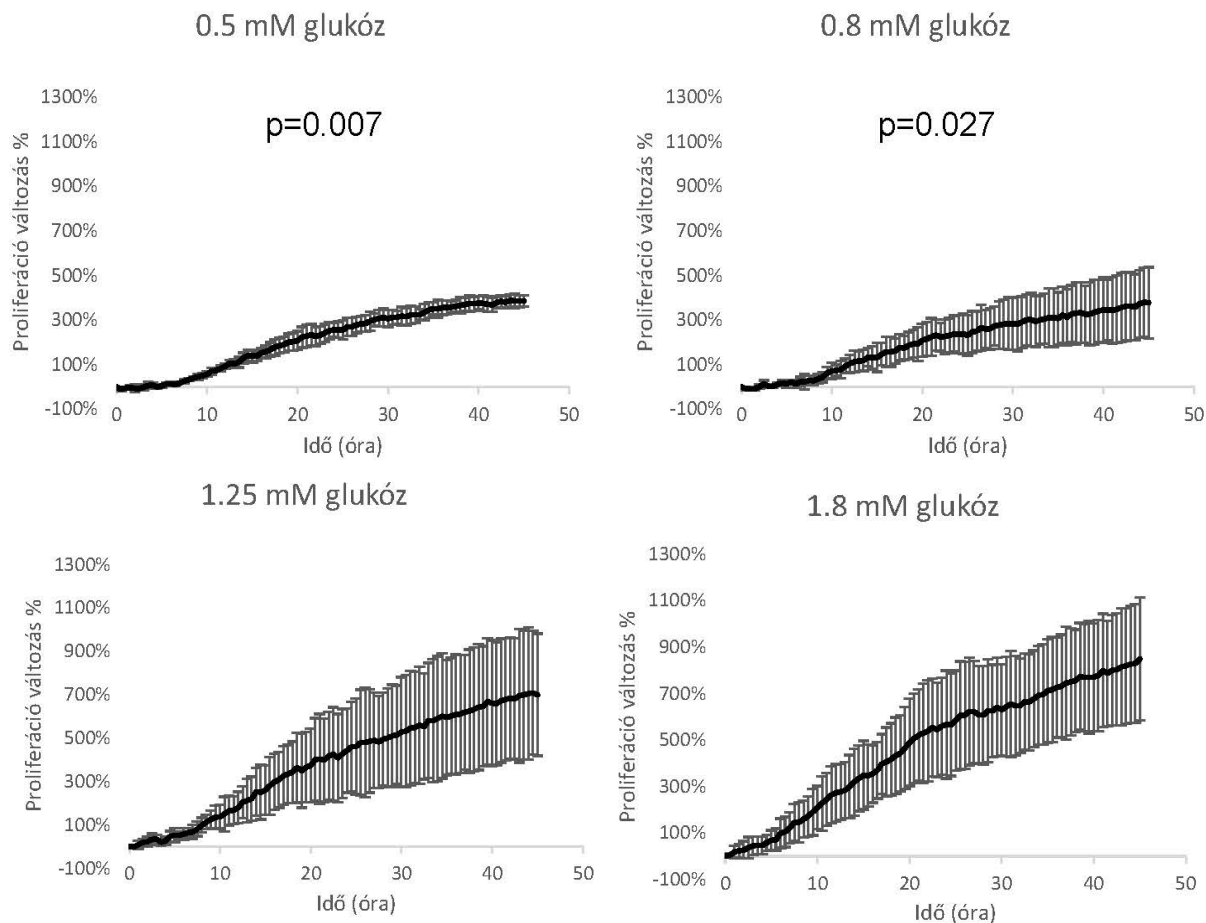 0.5 mM glukóz
p=0.007
Proliferáció változás %
1300%
1100%
900%
700%
500%
300%
100%
-100%
0 10 20 30 40 50
Idő (óra)
0.8 mM glukóz
p=0.027
Proliferáció változás %
1300%
1100%
900%
700%
500%
300%
100%
-100%
0 10 20 30 40 50
Idő (óra)
1.25 mM glukóz
Proliferáció változás %
1300%
1100%
900%
700%
500%
300%
100%
-100%
0 10 20 30 40 50
Idő (óra)
1.8 mM glukóz
Proliferáció változás %
1300%
1100%
900%
700%
500%
300%
100%
-100%
0 10 20 30 40 50
Idő (óra)